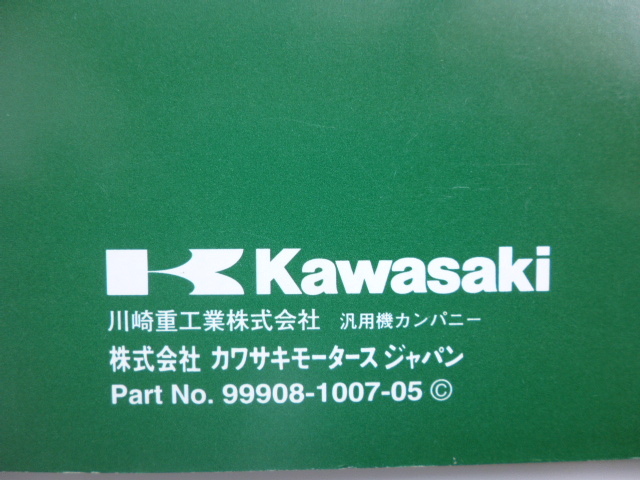 Kawasaki
川崎重工業株式会社 汎用機カンパニー
株式会社 カワサキモータース ジャパン
Part No. 99908-1007-05 ©